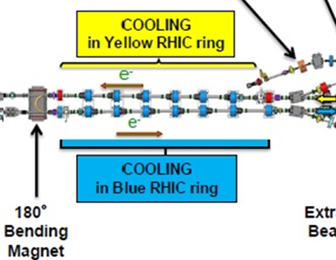 COOLING
in Yellow RHIC ring
e-
e-
COOLING
in Blue RHIC ring
180°
Bending
Magnet
Extr
Bea